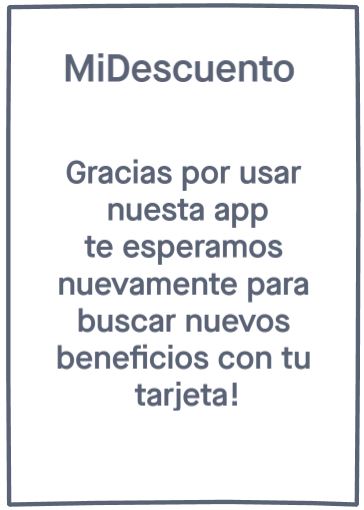 MiDescuento
Gracias por usar
nuesta app
te esperamos
nuevamente para
buscar nuevos
beneficios con tu
tarjeta!